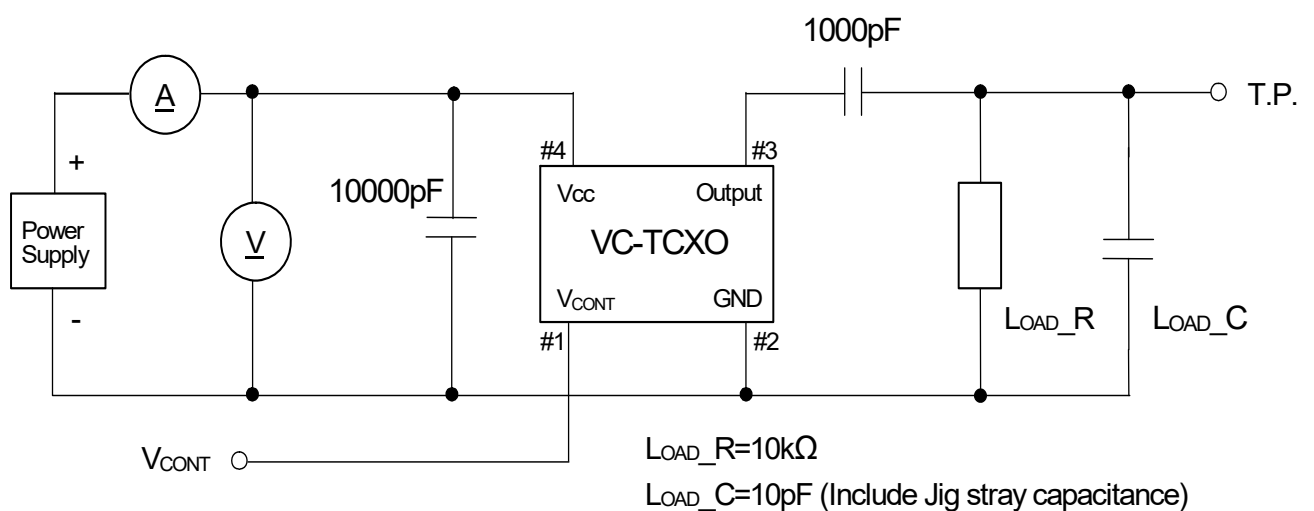 1000pF
A
T.P.
+
#4
#3
10000pF
Vcc
Output
Power
Supply
V
VC-TCXO
VCONT
GND
-
#1
#2
LOAD_R
LOAD_C
VCONT
LOAD_R=10kΩ
LOAD_C=10pF (Include Jig stray capacitance)